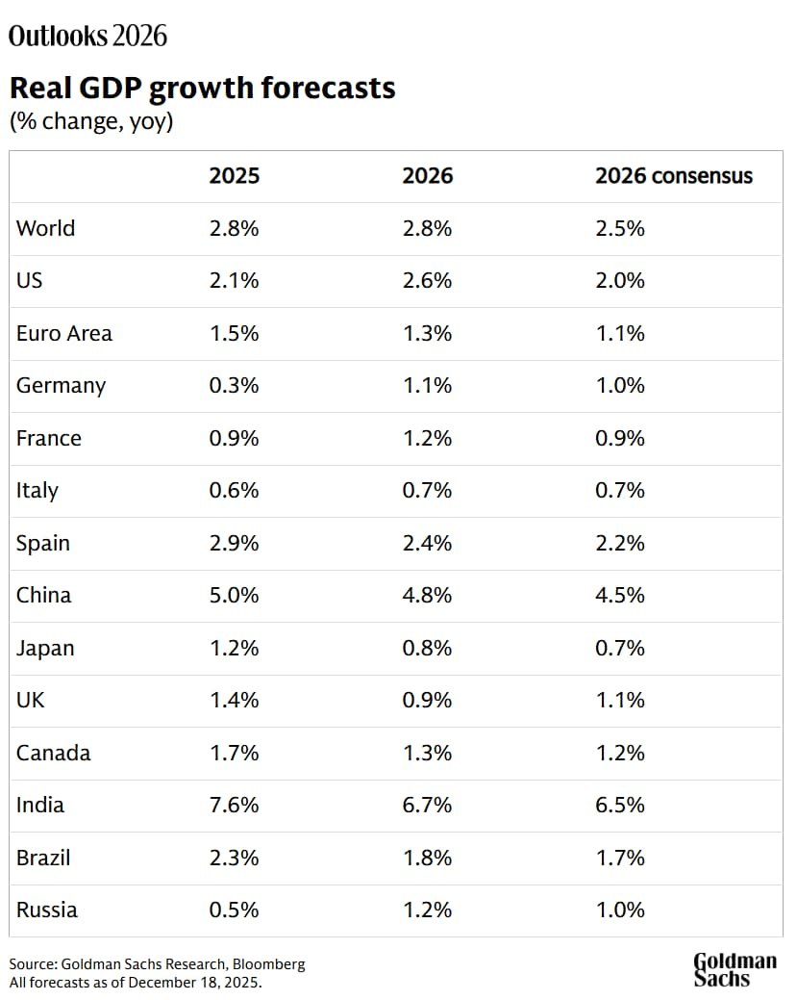 Outlooks 2026
Real GDP growth forecasts
(% change, yoy)
2025 2026 2026 consensus
World 2.8% 2.8% 2.5%
US 2.1% 2.6% 2.0%
Euro Area 1.5% 1.3% 1.1%
Germany 0.3% 1.1% 1.0%
France 0.9% 1.2% 0.9%
Italy 0.6% 0.7% 0.7%
Spain 2.9% 2.4% 2.2%
China 5.0% 4.8% 4.5%
Japan 1.2% 0.8% 0.7%
UK 1.4% 0.9% 1.1%
Canada 1.7% 1.3% 1.2%
India 7.6% 6.7% 6.5%
Brazil 2.3% 1.8% 1.7%
Russia 0.5% 1.2% 1.0%
Source: Goldman Sachs Research, Bloomberg
All forecasts as of December 18, 2025.
Goldman
Sachs